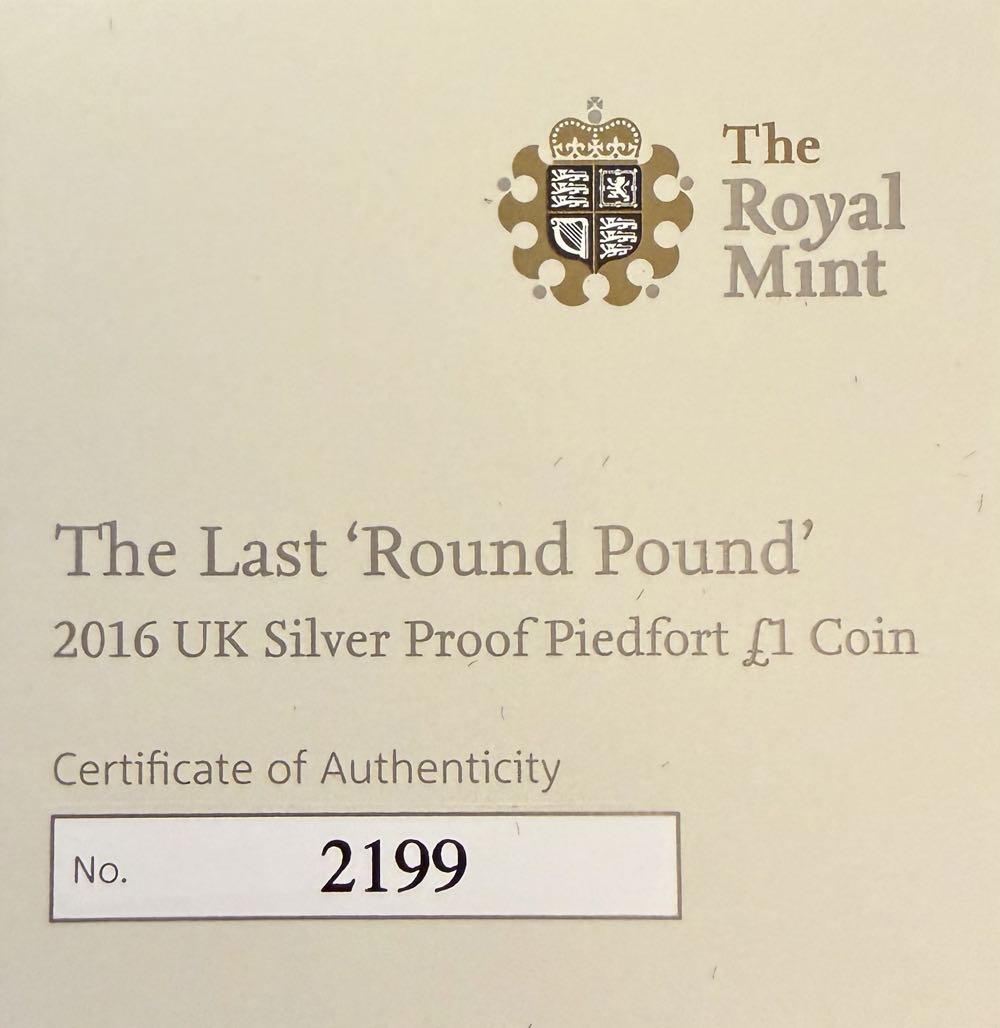 The
Royal
Mint
The Last ‘Round Pound’
2016 UK Silver Proof Piedfort £1 Coin
Certificate of Authenticity
No. 2199